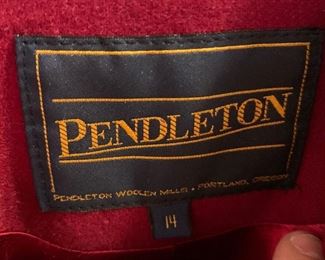 PENDLETON
PENDLETON WOOLEN MILLS • PORTLAND, OREGON
14